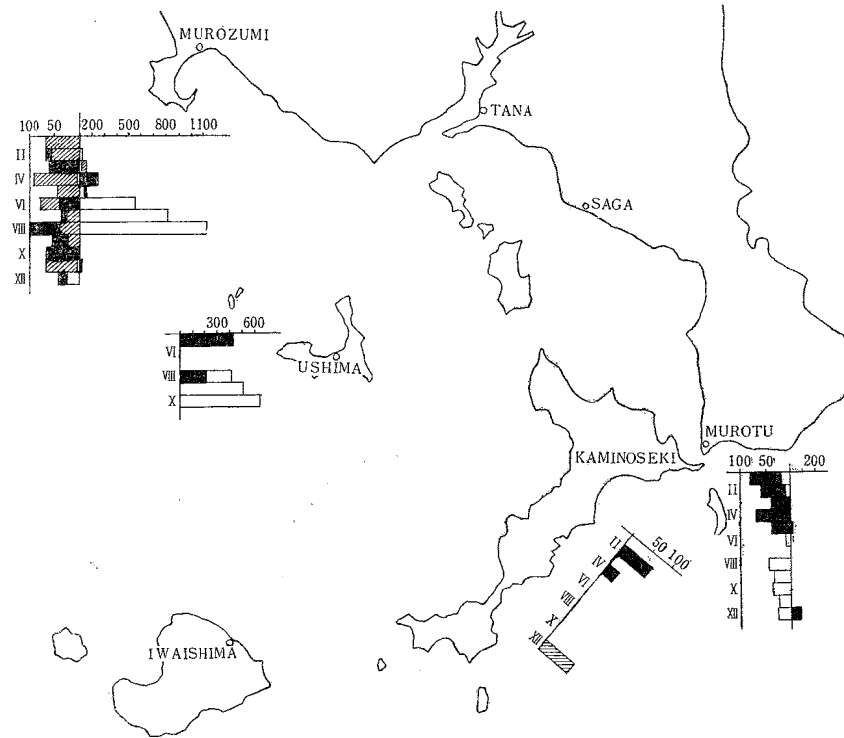 MUROZUMI
TANA
100 50 200 500 1100
II
IV
VI
VIII
X
XII
SAGA
300 600
VI
VIII
X
USHIMA
MUROTU
KAMINOSEKI
100 50 200
II
IV
VI
VIII
X
XII
50 100
II
IV
VI
VIII
X
XII
IWAISHIMA